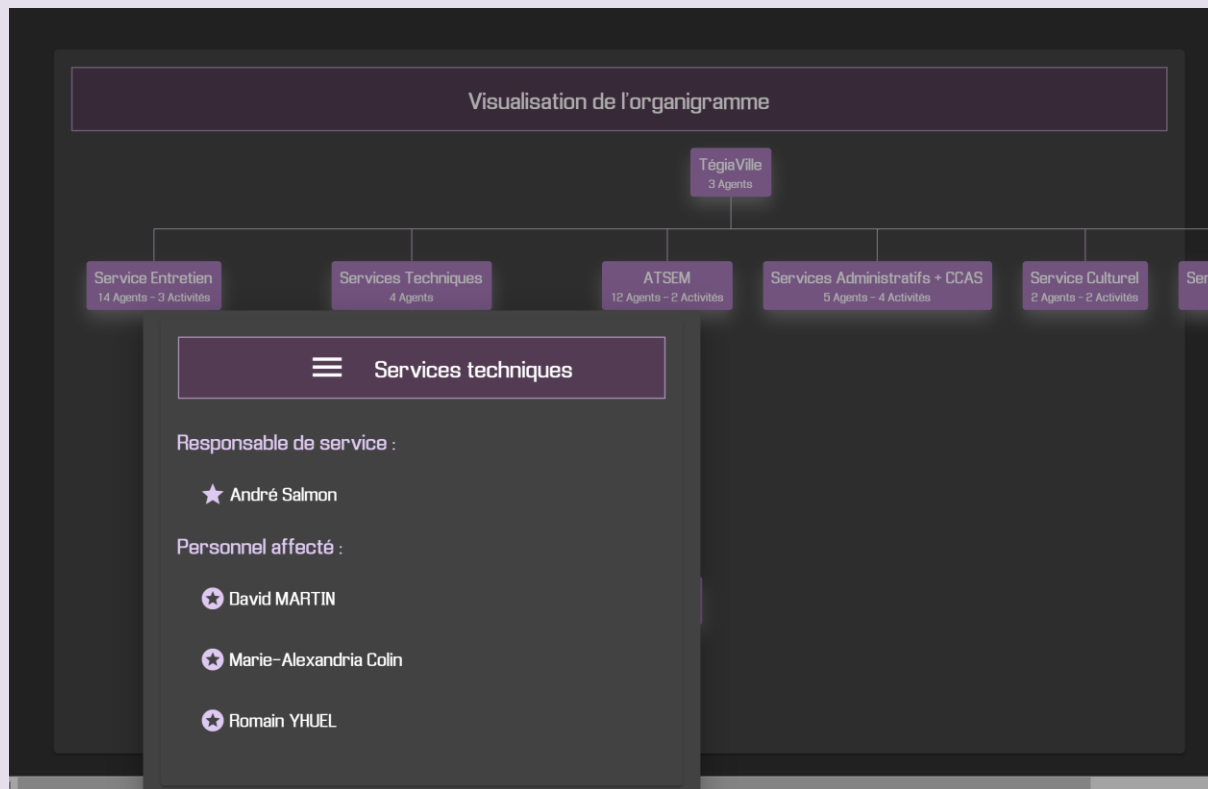 Visualisation de l'organigramme
TégiaVille
3 Agents
Service Entretien
14 Agents - 3 Activités
Services Techniques
4 Agents
ATSEM
12 Agents - 2 Activités
Services Administratifs + CCAS
5 Agents - 4 Activités
Service Culturel
2 Agents - 2 Activités
Services techniques
Responsable de service :
André Salmon
Personnel affecté :
David MARTIN
Marie-Alexandria Colin
Romain YHUEL